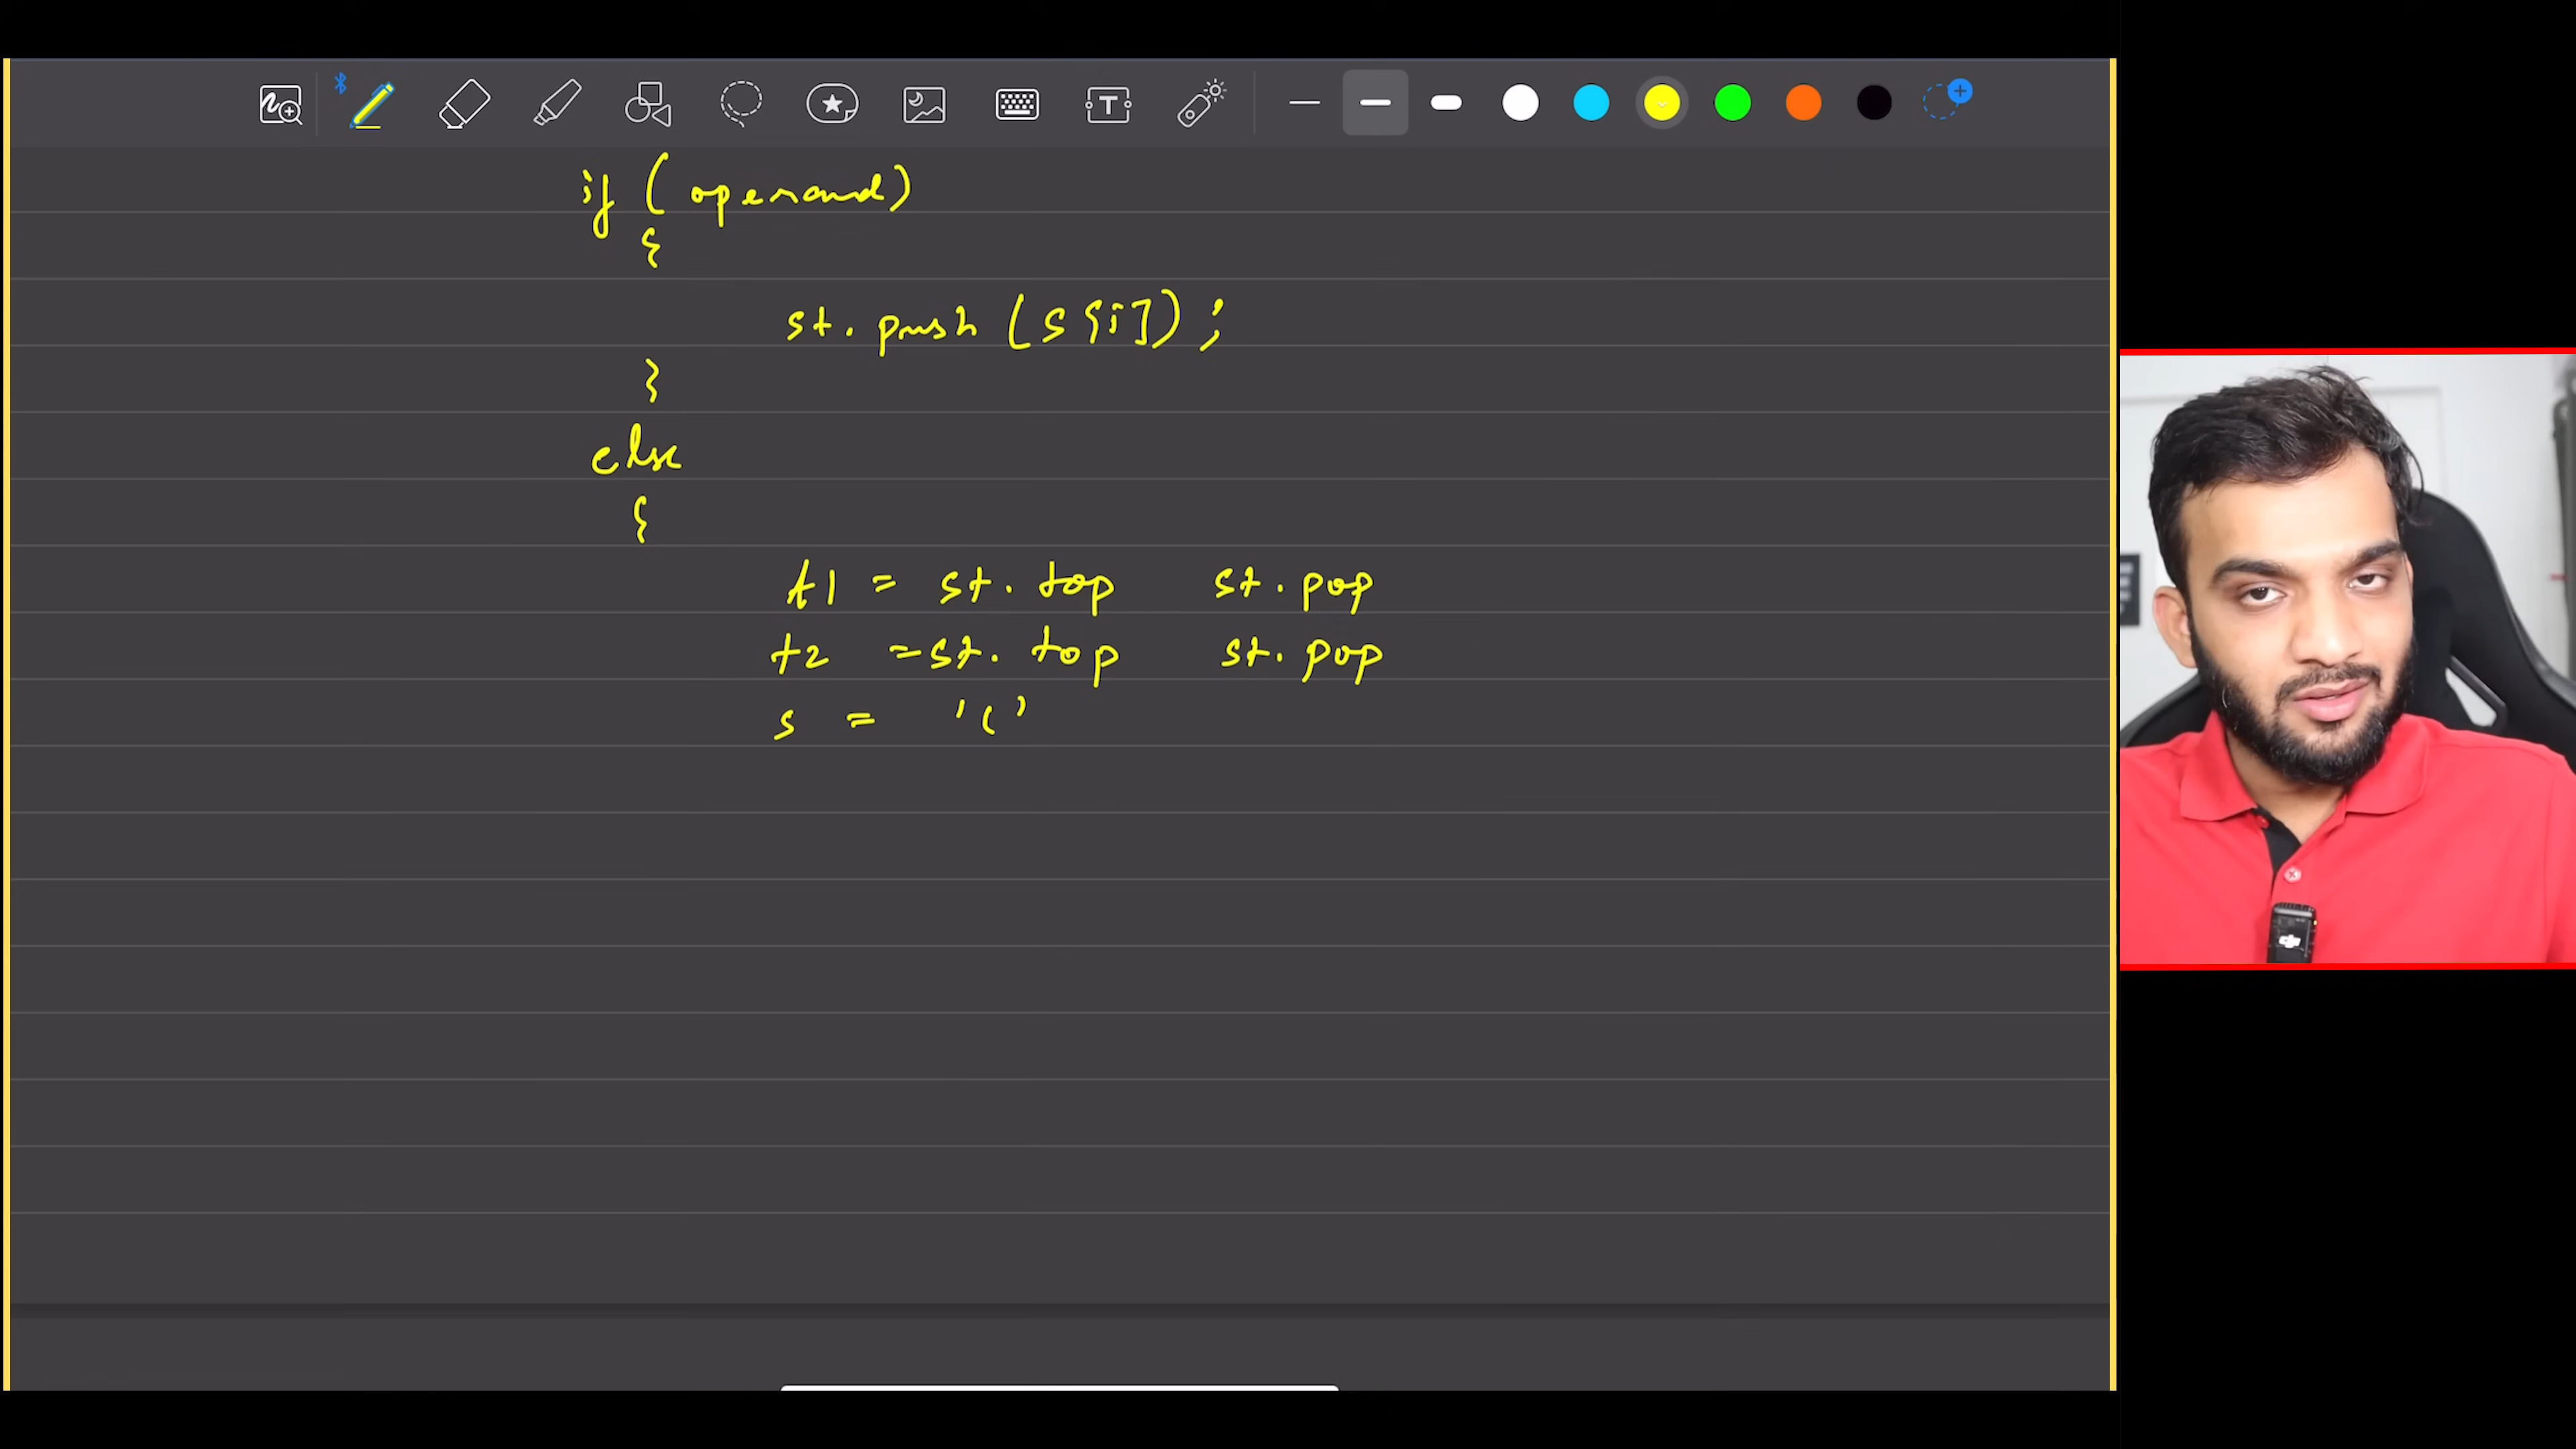 if ( operand)
{
st. push (s[i]) ;
}
else
{
t1 = st. top st. pop
t2 = st. top st. pop
s = '('